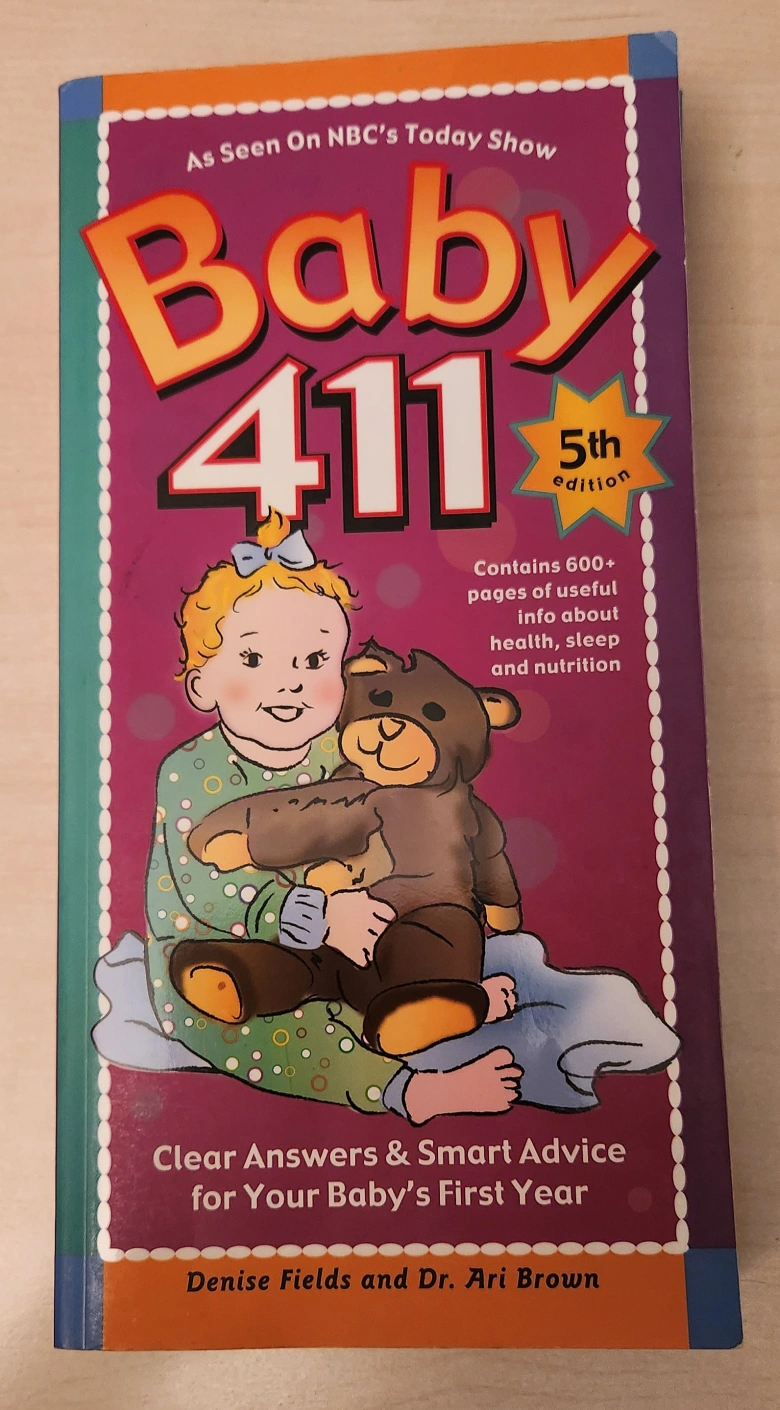 As Seen On NBC's Today Show
Baby
411
5th
edition
Contains 600+
pages of useful
info about
health, sleep
and nutrition
Clear Answers & Smart Advice
for Your Baby's First Year
Denise Fields and Dr. Ari Brown